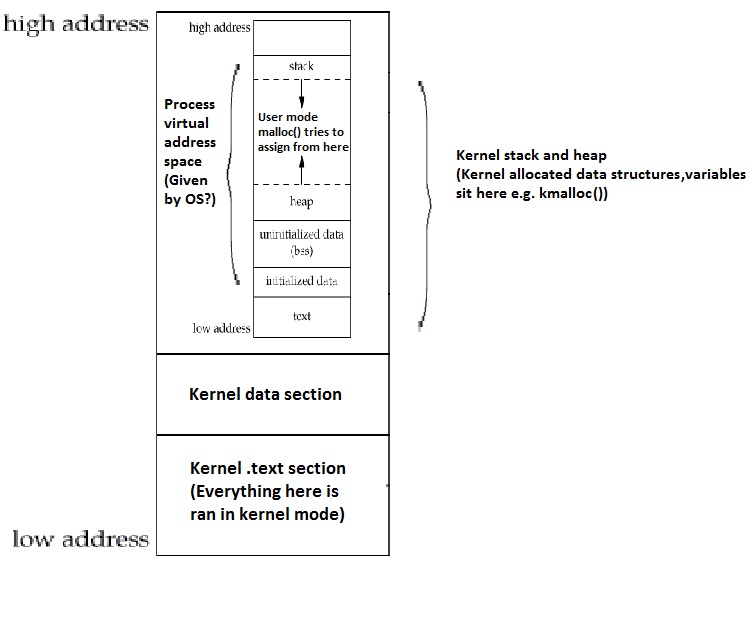 high address
high address
stack
Process
virtual
address
space
(Given
by OS?)
User mode
malloc() tries to
assign from here
heap
uninitialized data
(bss)
initialized data
text
low address
Kernel stack and heap
(Kernel allocated data structures,variables
sit here e.g. kmalloc())
Kernel data section
Kernel .text section
(Everything here is
ran in kernel mode)
low address